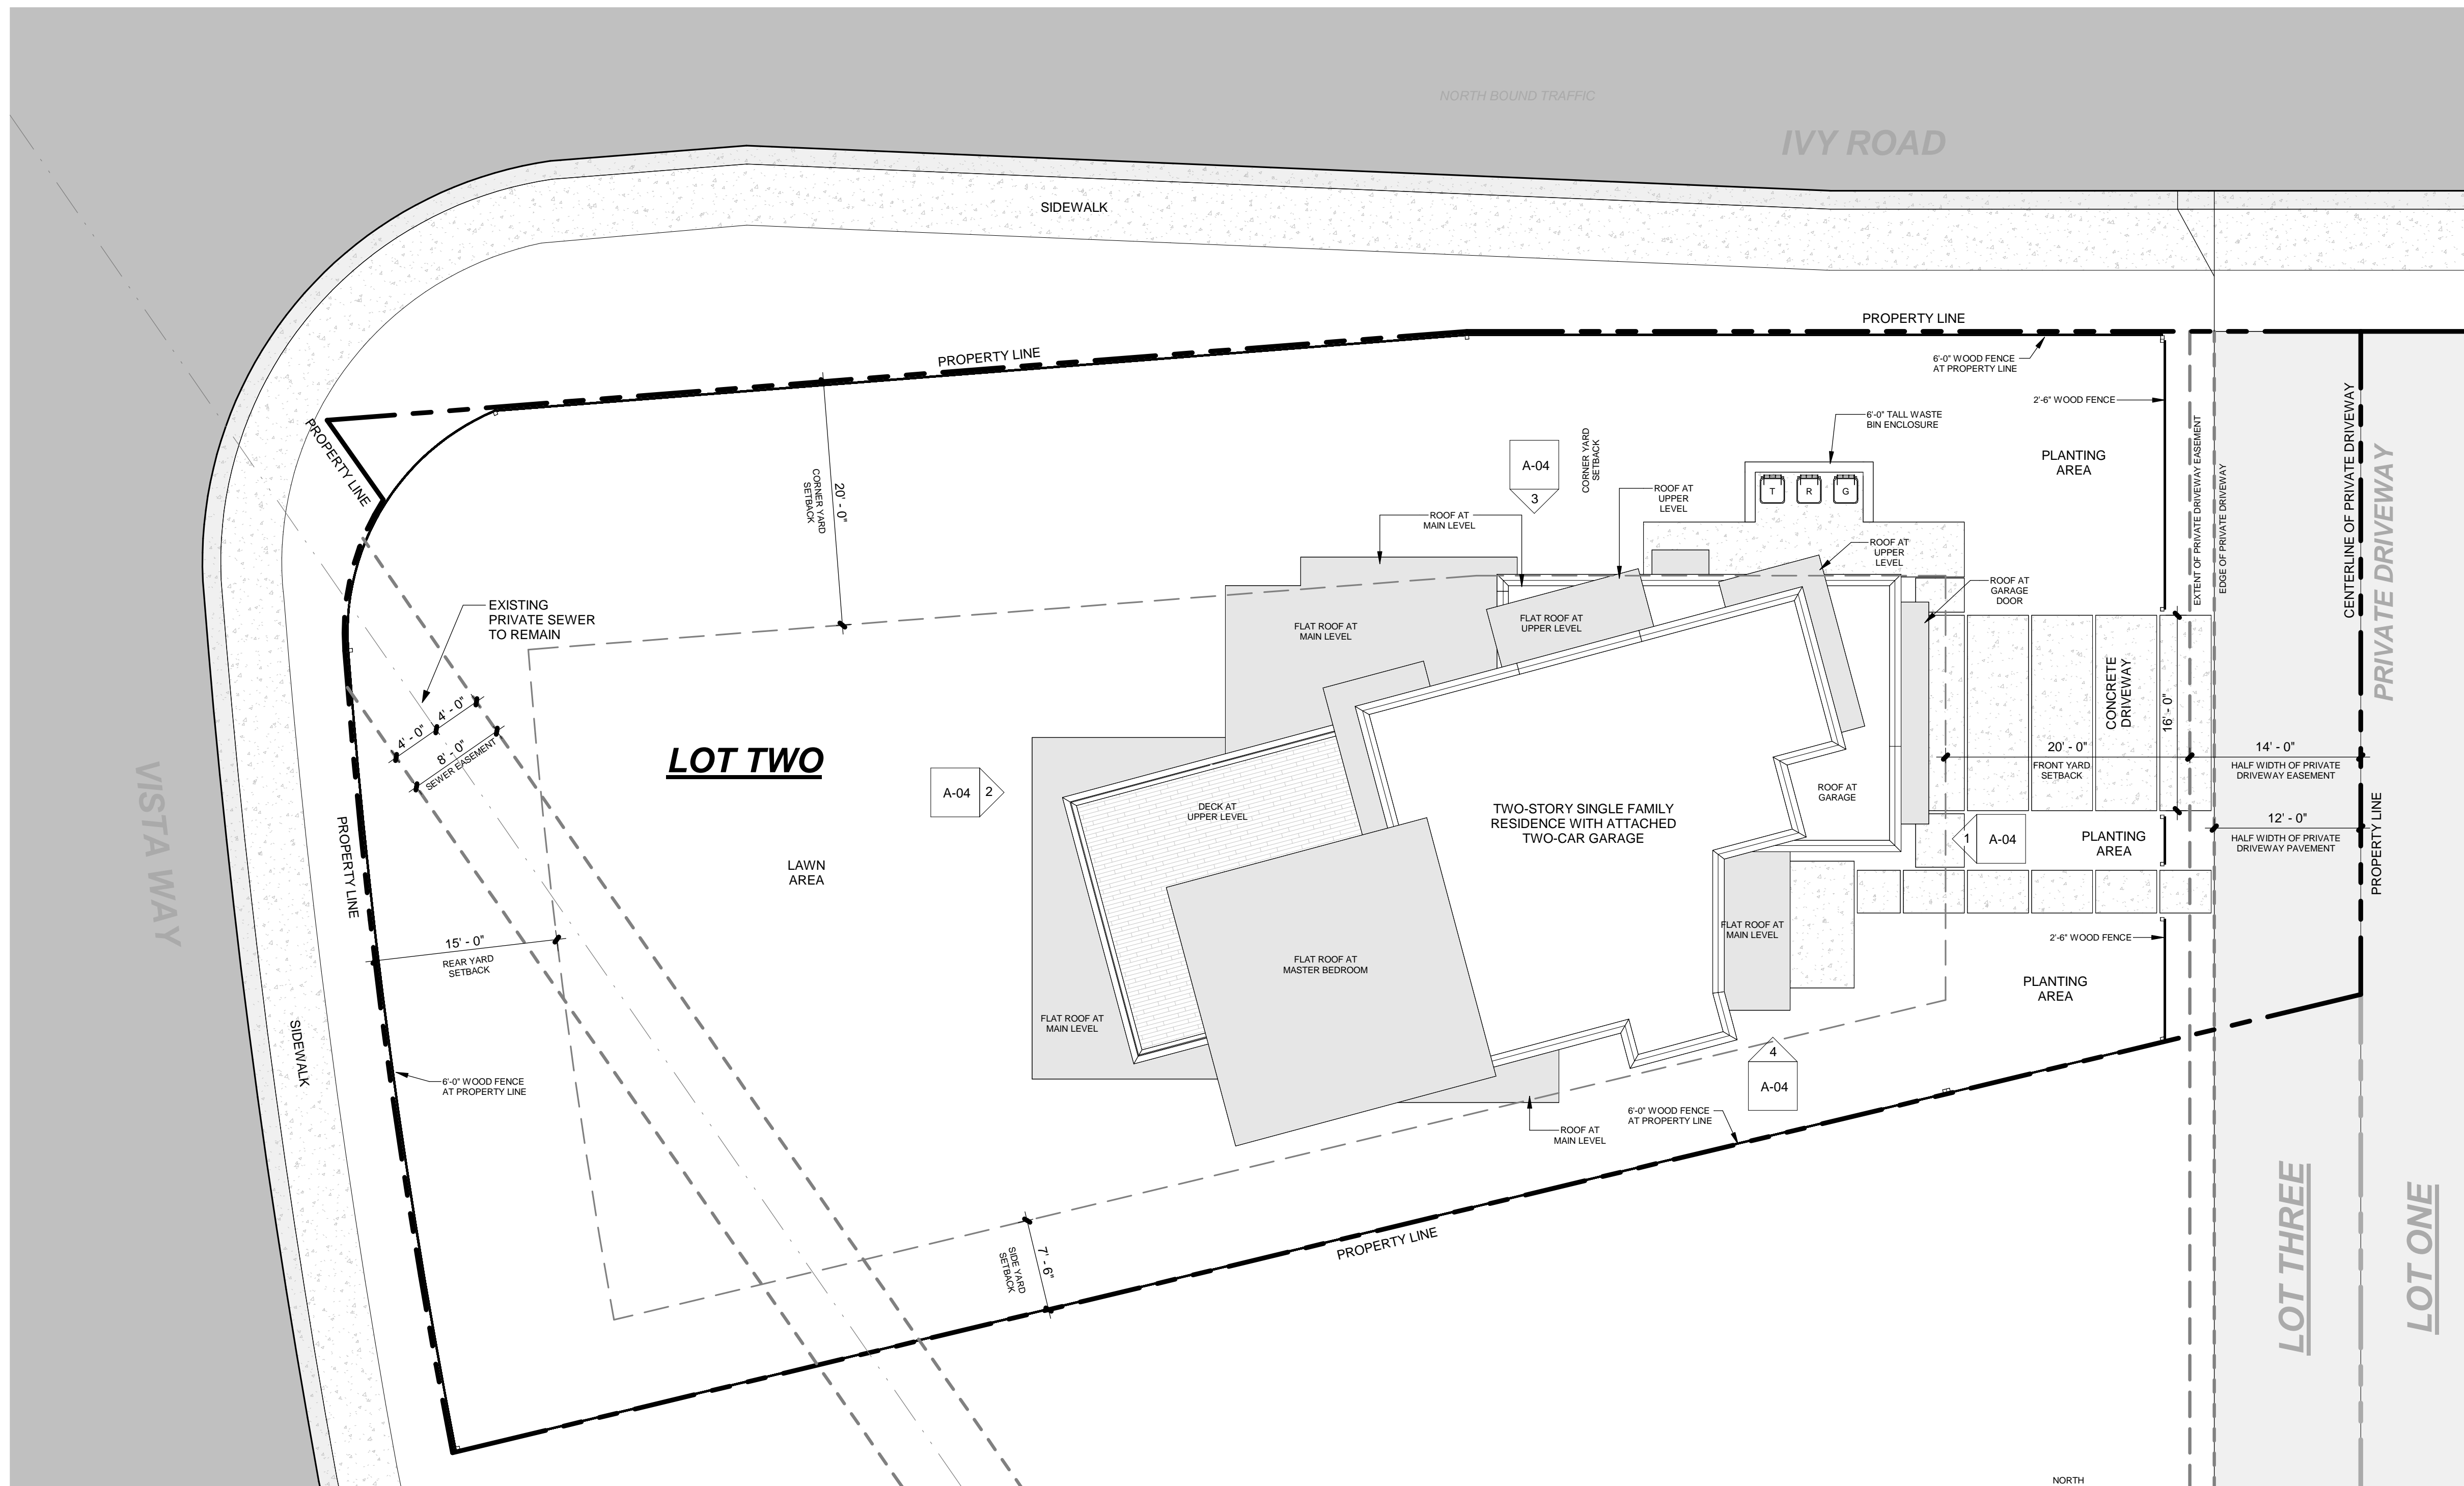 NORTH BOUND TRAFFIC
IVY ROAD
SIDEWALK
PROPERTY LINE
PROPERTY LINE
6'-0" WOOD FENCE
AT PROPERTY LINE
2'-6" WOOD FENCE
6'-0" TALL WASTE
BIN ENCLOSURE
PLANTING
AREA
PROPERTY LINE
20' - 0"
CORNER YARD
SETBACK
A-04
3
CORNER YARD
SETBACK
ROOF AT
UPPER
LEVEL
T
R
G
ROOF AT
MAIN LEVEL
ROOF AT
UPPER
LEVEL
ROOF AT
GARAGE
DOOR
EXTENT OF PRIVATE DRIVEWAY EASEMENT
EDGE OF PRIVATE DRIVEWAY
CENTERLINE OF PRIVATE DRIVEWAY
PRIVATE DRIVEWAY
EXISTING
PRIVATE SEWER
TO REMAIN
FLAT ROOF AT
MAIN LEVEL
FLAT ROOF AT
UPPER LEVEL
4' - 0"
4' - 0"
8' - 0"
SEWER EASEMENT
CONCRETE
DRIVEWAY
16' - 0"
20' - 0"
FRONT YARD
SETBACK
14' - 0"
HALF WIDTH OF PRIVATE
DRIVEWAY EASEMENT
LOT TWO
VISTA WAY
A-04
2
DECK AT
UPPER LEVEL
TWO-STORY SINGLE FAMILY
RESIDENCE WITH ATTACHED
TWO-CAR GARAGE
ROOF AT
GARAGE
1
A-04
PLANTING
AREA
12' - 0"
HALF WIDTH OF PRIVATE
DRIVEWAY PAVEMENT
PROPERTY LINE
PROPERTY LINE
LAWN
AREA
15' - 0"
REAR YARD
SETBACK
FLAT ROOF AT
MAIN LEVEL
2'-6" WOOD FENCE
FLAT ROOF AT
MASTER BEDROOM
PLANTING
AREA
FLAT ROOF AT
MAIN LEVEL
SIDEWALK
6'-0" WOOD FENCE
AT PROPERTY LINE
4
A-04
6'-0" WOOD FENCE
AT PROPERTY LINE
ROOF AT
MAIN LEVEL
7' - 6"
SIDE YARD
SETBACK
PROPERTY LINE
LOT THREE
LOT ONE
NORTH